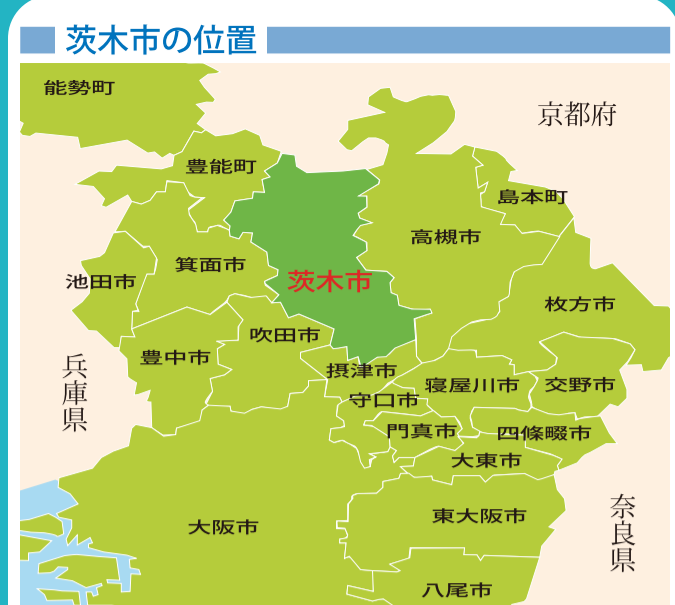 茨木市の位置
能勢町
京都府
豊能町
島本町
高槻市
箕面市
池田市
茨木市
枚方市
吹田市
豊中市
摂津市
兵庫県
寝屋川市
交野市
守口市
門真市
四條畷市
大東市
奈良県
東大阪市
大阪市
八尾市